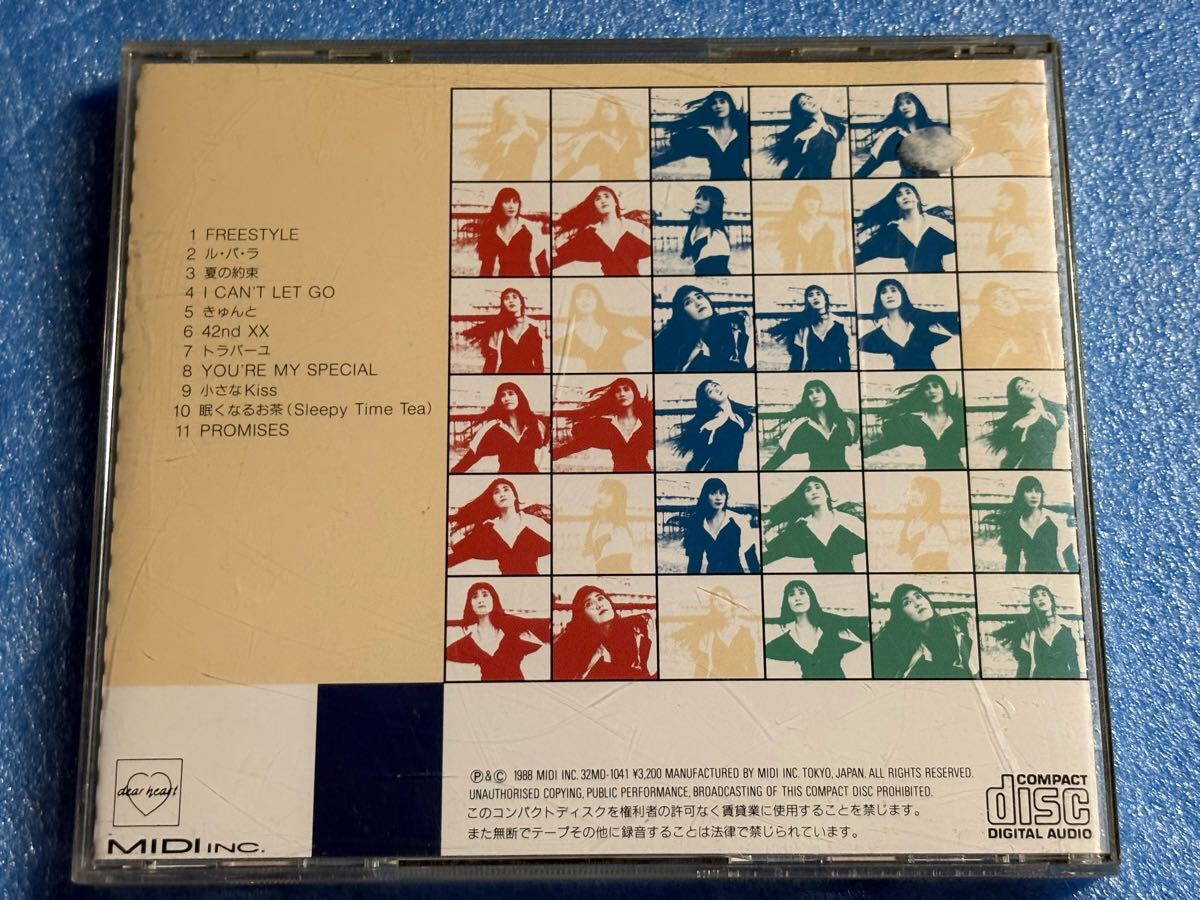 1 FREESTYLE
2 ル・パ・ラ
3 夏の約束
4 I CAN'T LET GO
5 きゅんと
6 42nd XX
7 トラバーユ
8 YOU'RE MY SPECIAL
9 小さなKiss
10 眠くなるお茶(Sleepy Time Tea)
11 PROMISES
dear heart
MIDI INC.
Ⓟ&Ⓒ 1988 MIDI INC. 32MD-1041 ¥3,200 MANUFACTURED BY MIDI INC. TOKYO, JAPAN. ALL RIGHTS RESERVED.
UNAUTHORISED COPYING, PUBLIC PERFORMANCE, BROADCASTING OF THIS COMPACT DISC PROHIBITED.
このコンパクトディスクを権利者の許可なく賃貸業に使用することを禁じます。
また無断でテープその他に録音することは法律で禁じられています。
COMPACT
disc
DIGITAL AUDIO